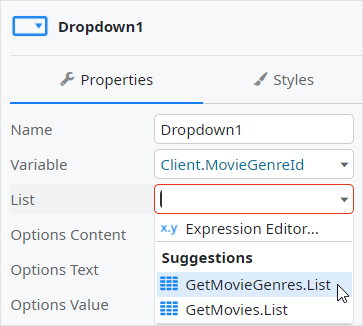 Dropdown1
Properties Styles
Name Dropdown1
Variable Client.MovieGenreId
List
Options Content x.y Expression Editor...
Suggestions
Options Text GetMovieGenres.List
Options Value GetMovies.List